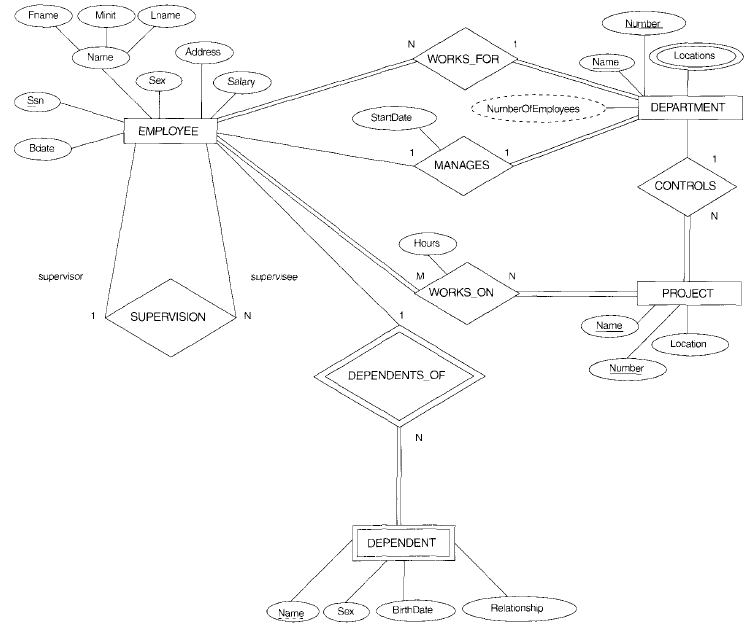 Fname
Minit
Lname
Name
Sex
Address
Salary
Ssn
Bdate
EMPLOYEE
N
WORKS_FOR
1
Number
Name
Locations
NumberOfEmployees
DEPARTMENT
StartDate
1
MANAGES
1
1
CONTROLS
N
supervisor
supervisee
1
SUPERVISION
N
Hours
M
WORKS_ON
N
PROJECT
Name
Number
Location
1
DEPENDENTS_OF
N
DEPENDENT
Name
Sex
BirthDate
Relationship